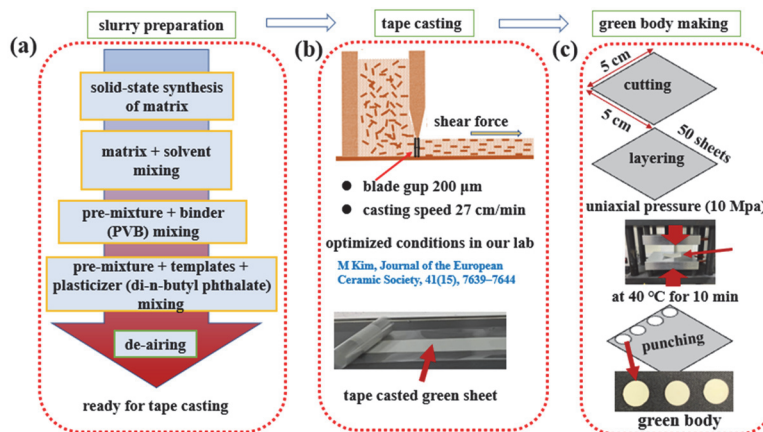 slurry preparation
tape casting
green body making
(a)
solid-state synthesis
of matrix
matrix + solvent
mixing
pre-mixture + binder
(PVB) mixing
pre-mixture + templates +
plasticizer (di-n-butyl phthalate)
mixing
de-airing
ready for tape casting
(b)
shear force
● blade gup 200 μm
● casting speed 27 cm/min
optimized conditions in our lab
M Kim, Journal of the European
Ceramic Society, 41(15), 7639–7644
tape casted green sheet
(c)
5 cm
cutting
5 cm
50 sheets
layering
uniaxial pressure (10 Mpa)
at 40 °C for 10 min
punching
green body